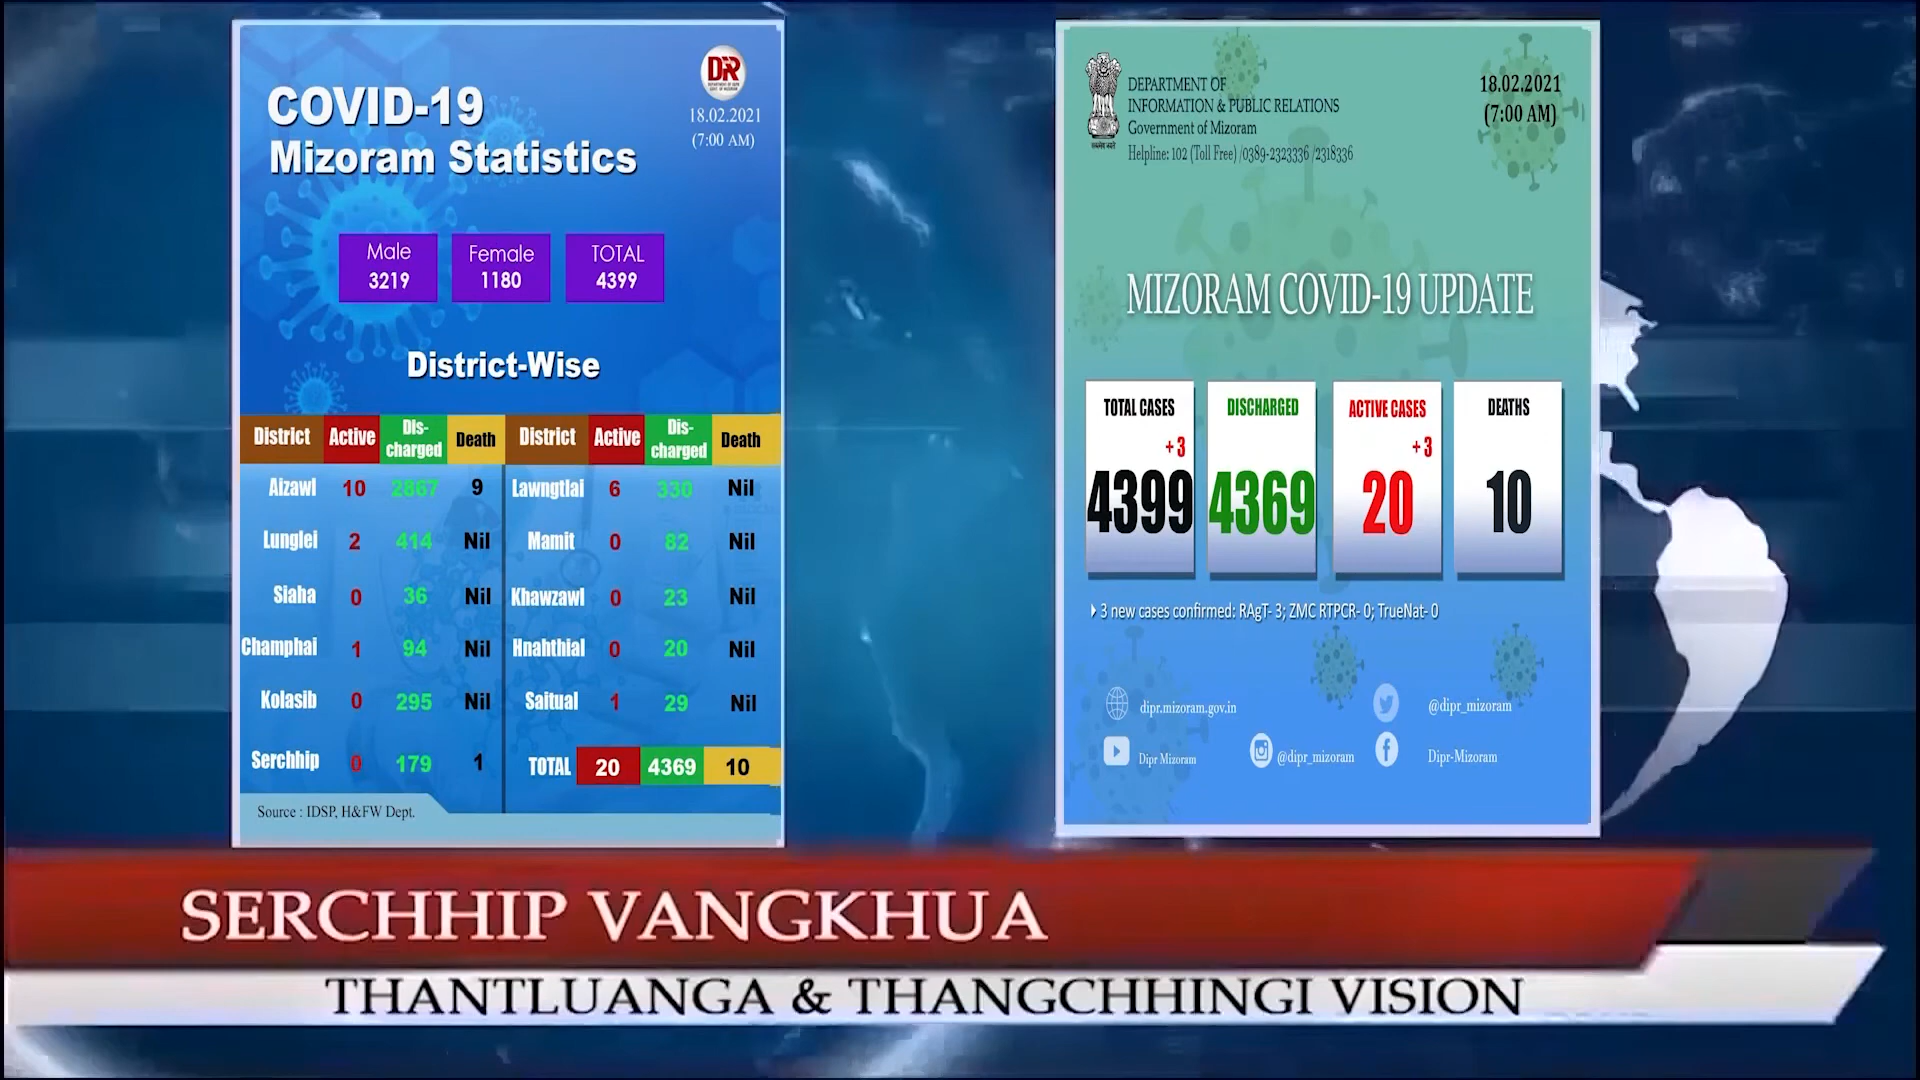 DIR
18.02.2021
(7:00 AM)
COVID-19
Mizoram Statistics
Male
3219
Female
1180
TOTAL
4399
District-Wise
District Active Dis-charged Death District Active Dis-charged Death
Aizawl 10 2867 9 Lawngtlai 6 330 Nil
Lunglei 2 414 Nil Mamit 0 82 Nil
Siaha 0 36 Nil Khawzawl 0 23 Nil
Champhai 1 94 Nil Hnahthial 0 20 Nil
Kolasib 0 295 Nil Saitual 1 29 Nil
Serchhip 0 179 1 TOTAL 20 4369 10
Source : IDSP, H&FW Dept.
DEPARTMENT OF
INFORMATION & PUBLIC RELATIONS
Government of Mizoram
Helpline: 102 (Toll Free) /0389-2323336 /2318336
18.02.2021
(7:00 AM)
MIZORAM COVID-19 UPDATE
TOTAL CASES
+3
4399
DISCHARGED
4369
ACTIVE CASES
+3
20
DEATHS
10
3 new cases confirmed: RAgT- 3; ZMC RTPCR- 0; TrueNat- 0
dipr.mizoram.gov.in
@dipr_mizoram
Dipr Mizoram
@dipr_mizoram
Dipr-Mizoram
SERCHHIP VANGKHUA
THANTLUANGA & THANGCHHINGI VISION